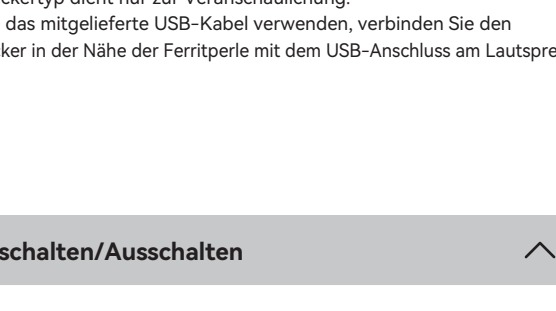 ckertyp dient nur zur Veranschaulichung.
das mitgelieferte USB-Kabel verwenden, verbinden Sie den
cker in der Nähe der Ferritperle mit dem USB-Anschluss am Lautspre
schalten/Ausschalten